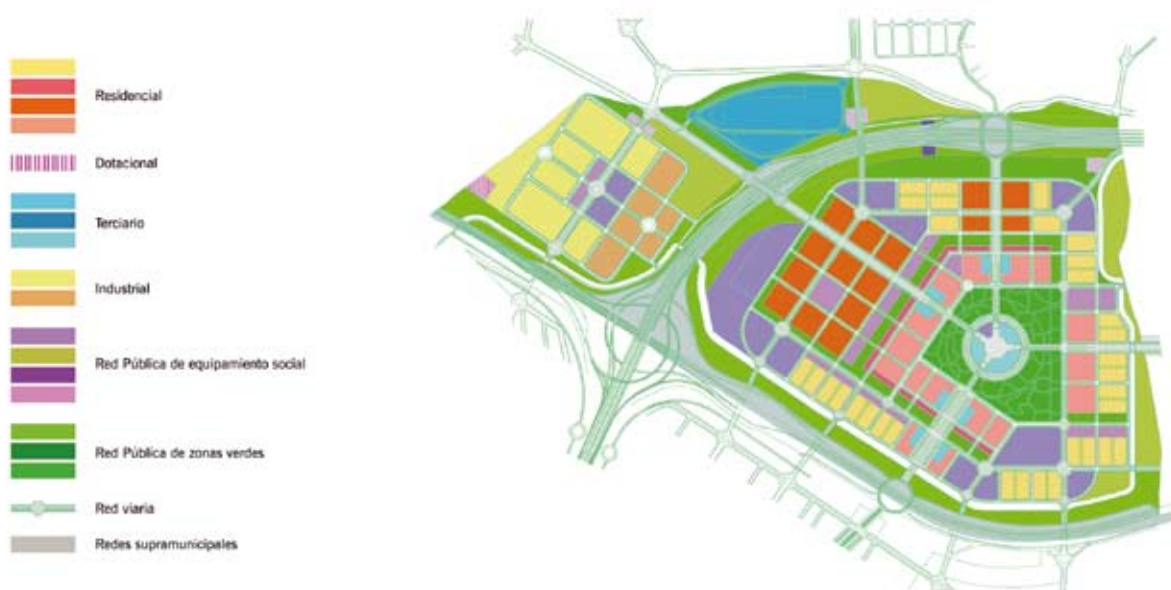 Residencial
Dotacional
Terciario
Industrial
Red Pública de equipamiento social
Red Pública de zonas verdes
Red viaria
Redes supramunicipales